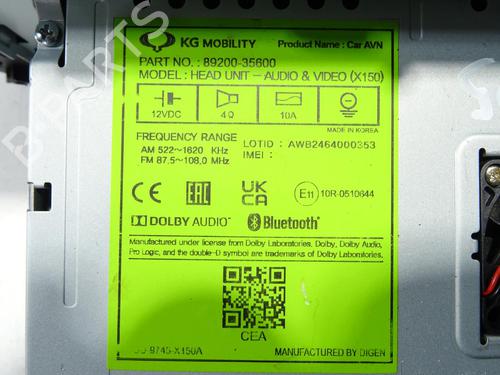 KG MOBILITY Product Name : Car AVN
PART NO. : 89200-35600
MODEL : HEAD UNIT - AUDIO & VIDEO (X150)
12VDC 4Ω 10A
MADE IN KOREA
FREQUENCY RANGE
AM 522~1620 KHz
FM 87.5~108.0 MHz
LOTID : AWB2464000353
IMEI :
CE EAC UK CA E11 10R-0510644
DOLBY AUDIO™ Bluetooth®
Manufactured under license from Dolby Laboratories. Dolby, Dolby Audio,
Pro Logic, and the double-D symbol are trademarks of Dolby Laboratories.
CEA
-9745-X150A MANUFACTURED BY DIGEN